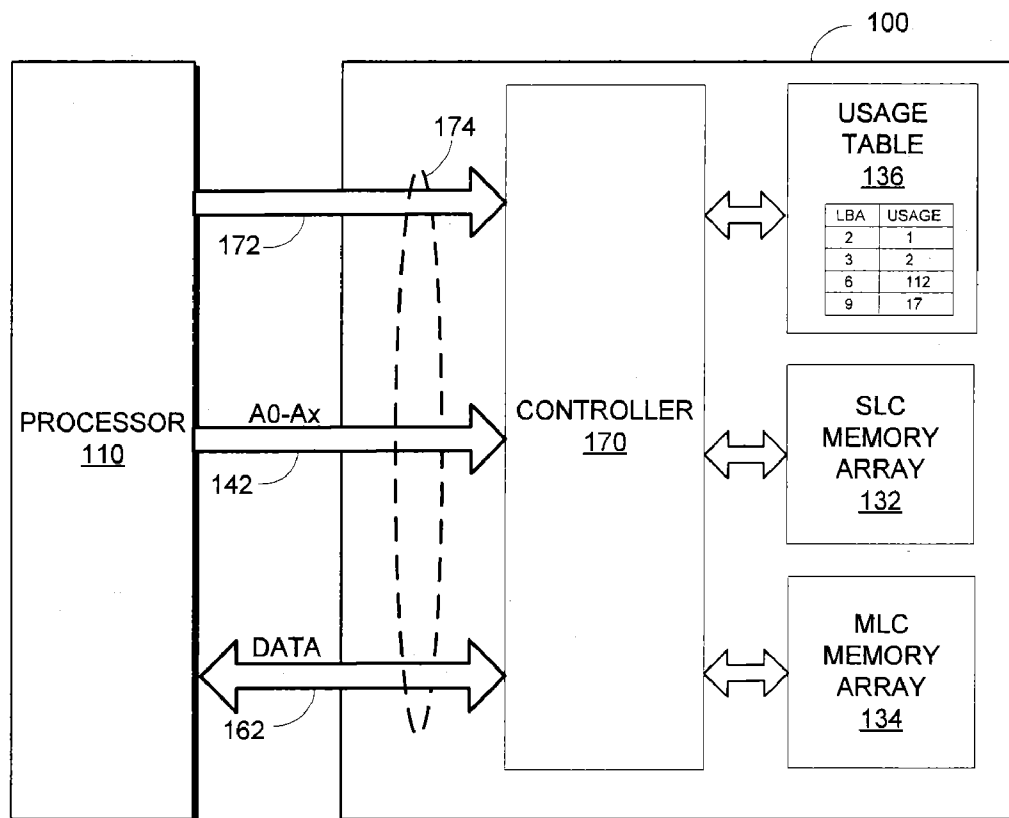 100
174
USAGE
TABLE
136
LBA USAGE
2 1
3 2
6 112
9 17
172
PROCESSOR
110
A0-Ax
142
CONTROLLER
170
SLC
MEMORY
ARRAY
132
DATA
162
MLC
MEMORY
ARRAY
134